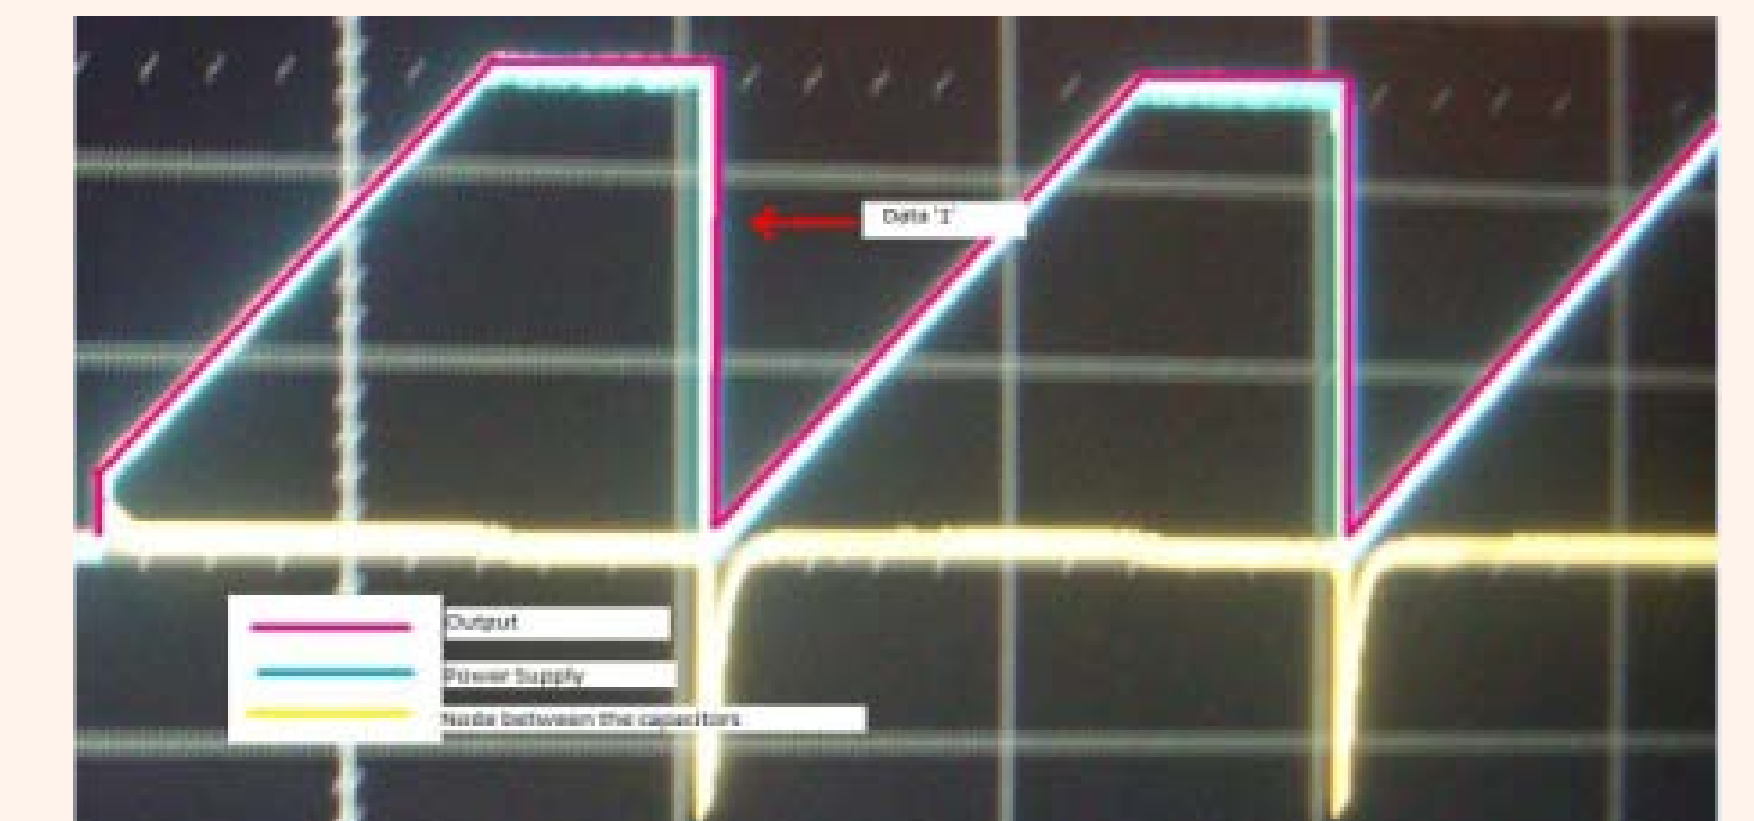 Data '1'
Output
Power Supply
Node between the capacitors